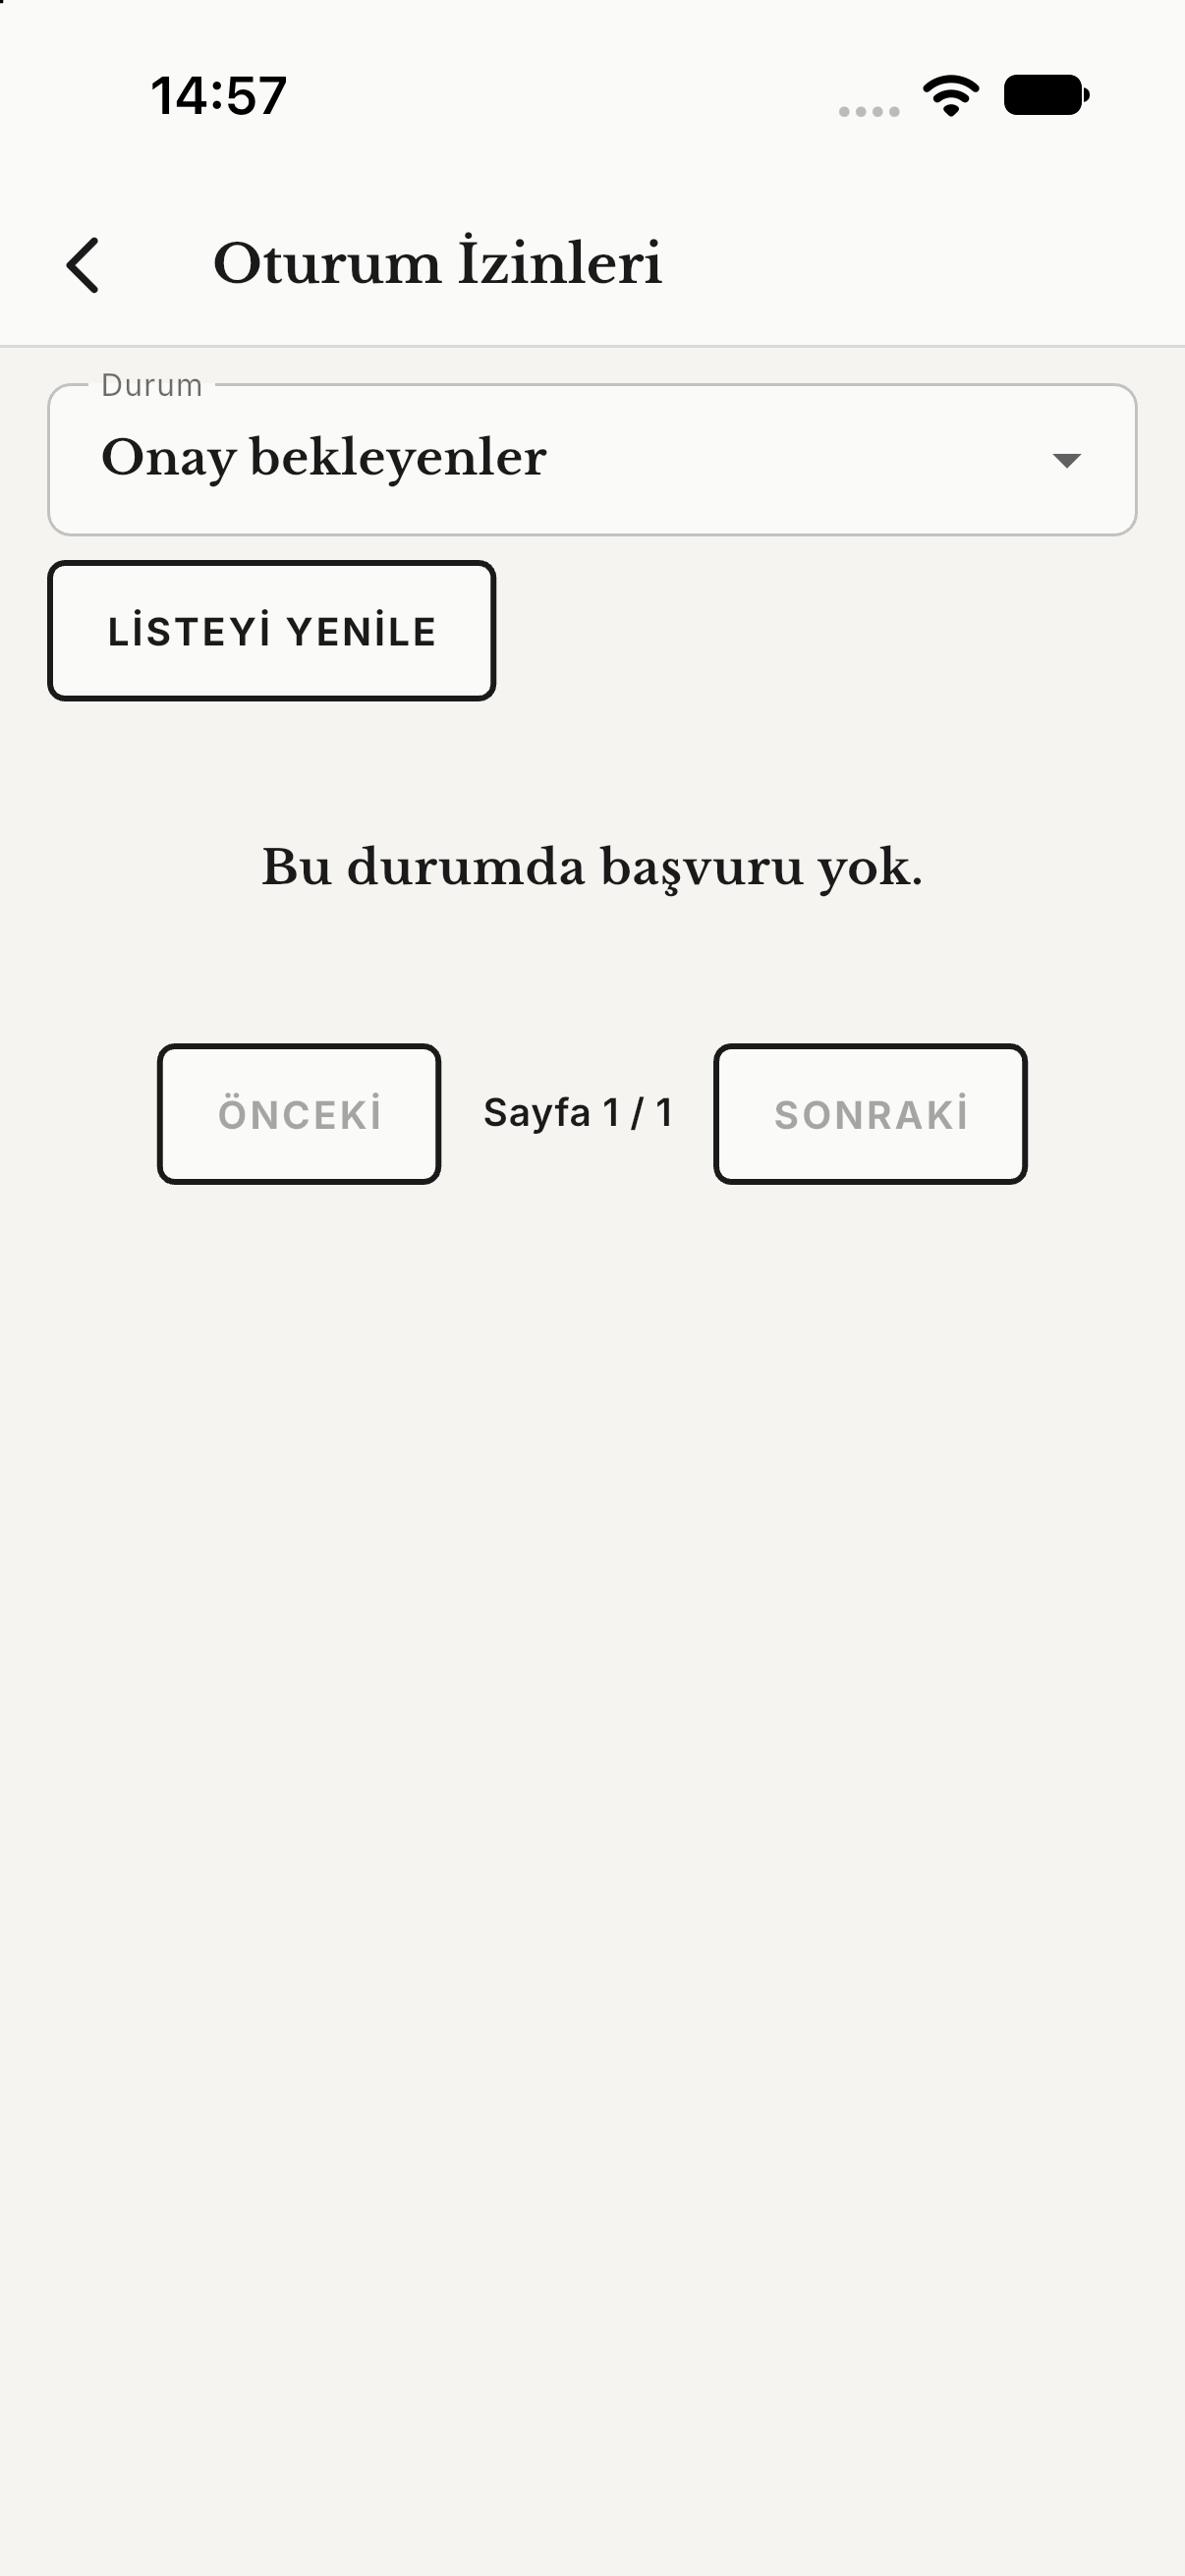 14:57
Oturum İzinleri
Durum
Onay bekleyenler
LİSTEYİ YENİLE
Bu durumda başvuru yok.
ÖNCEKİ
Sayfa 1 / 1
SONRAKİ